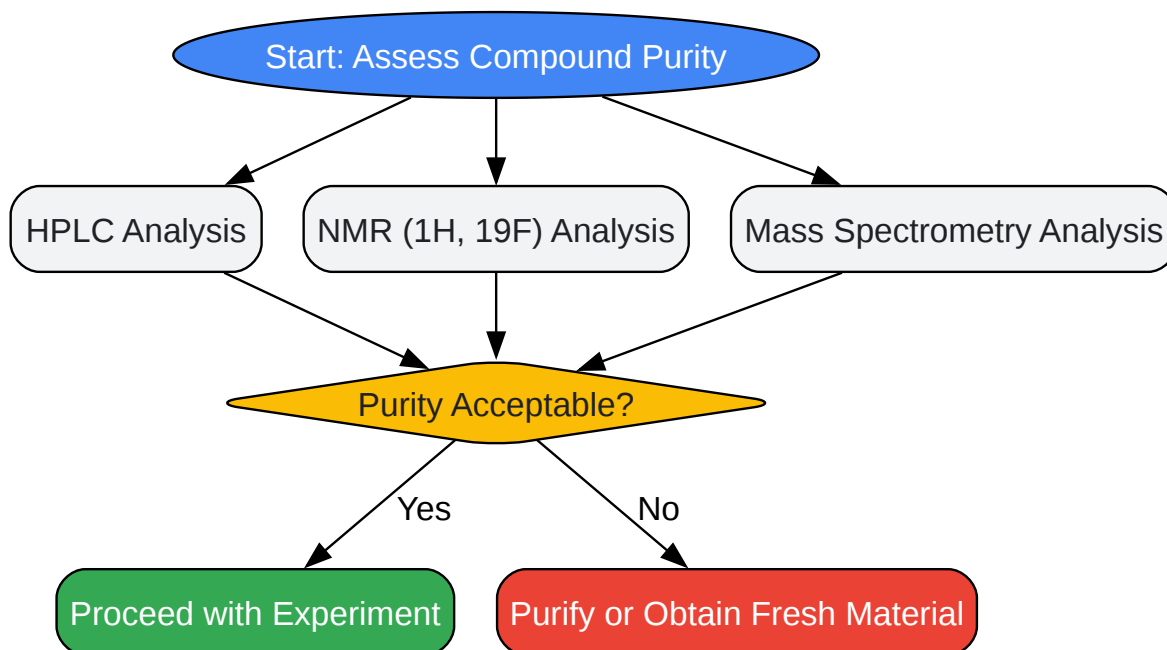 Start: Assess Compound Purity
HPLC Analysis
NMR (1H, 19F) Analysis
Mass Spectrometry Analysis
Purity Acceptable?
Yes
No
Proceed with Experiment
Purify or Obtain Fresh Material